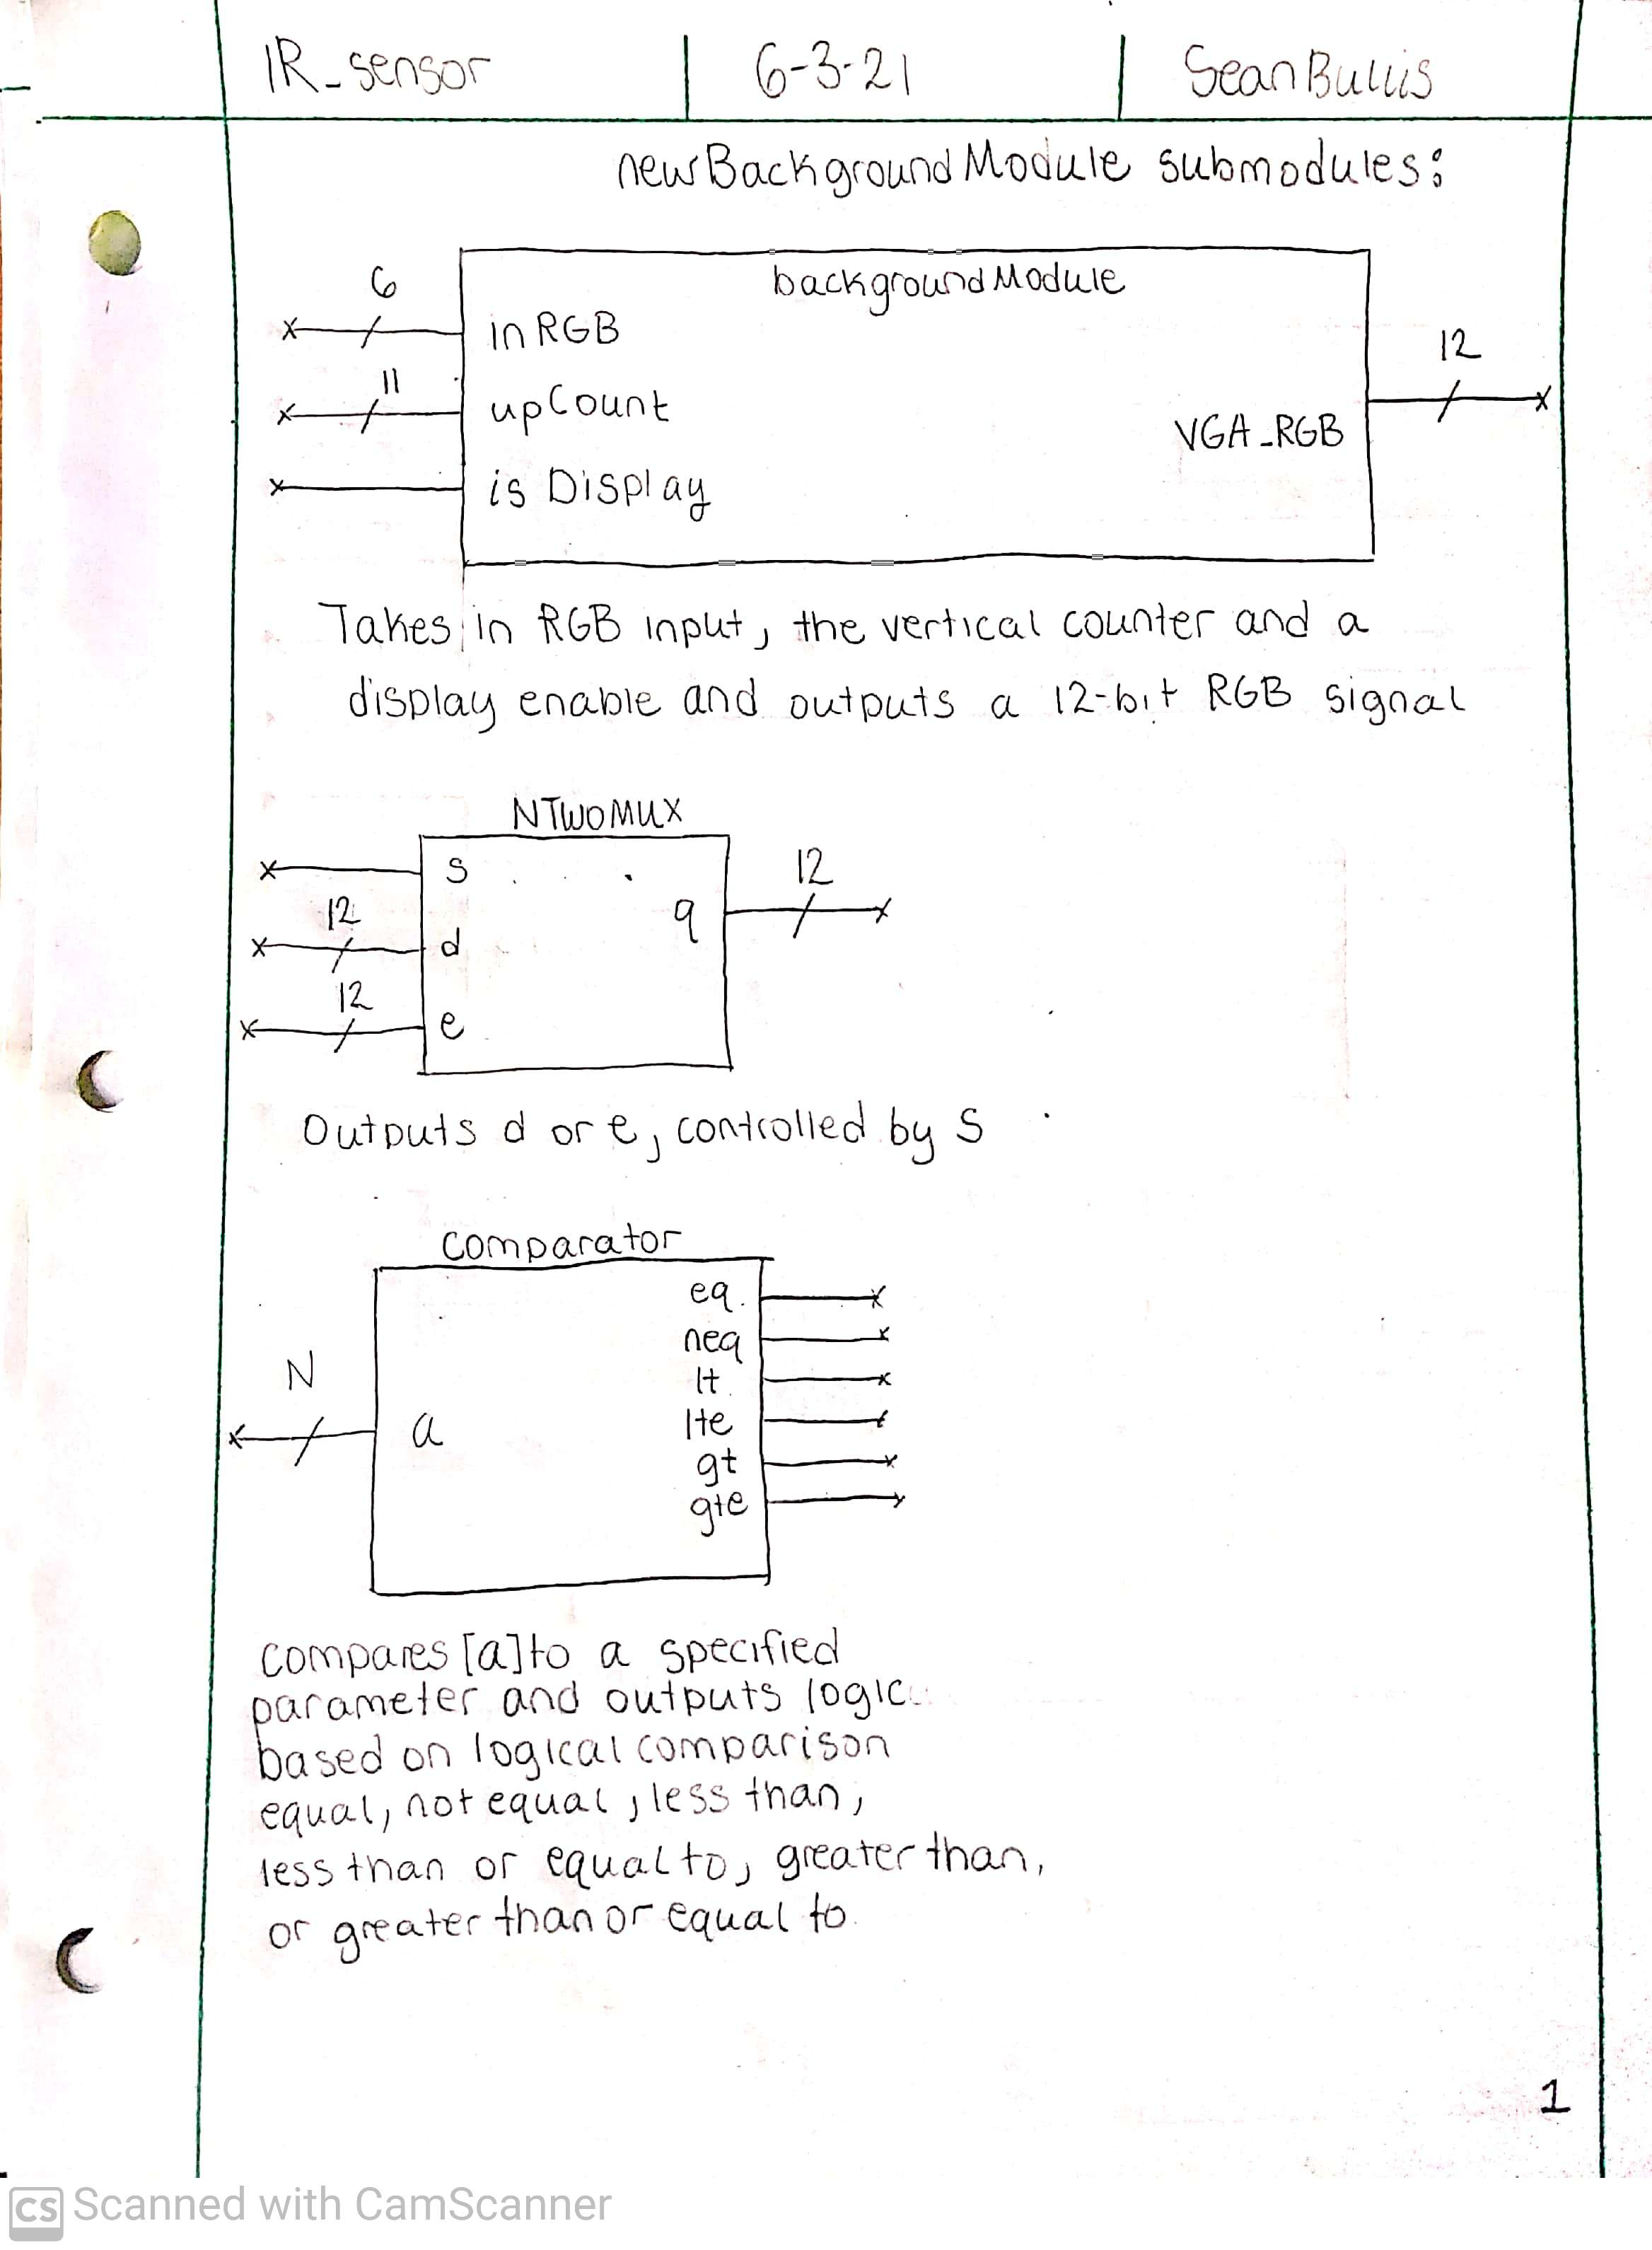 IR_sensor 6-3-21 Sean Bullis
newBackgroundModule submodules:
backgroundModule
6
inRGB
11
upCount
isDisplay
12
VGA_RGB
Takes in RGB input, the vertical counter and a
display enable and outputs a 12-bit RGB signal
NTWOMUX
s
12
d
12
e
q
12
Outputs d or e, controlled by S
comparator
N
a
eq
neq
lt
lte
gt
gte
compares [a] to a specified
parameter and outputs logic
based on logical comparison
equal, not equal, less than,
less than or equal to, greater than,
or greater than or equal to
1
CS Scanned with CamScanner